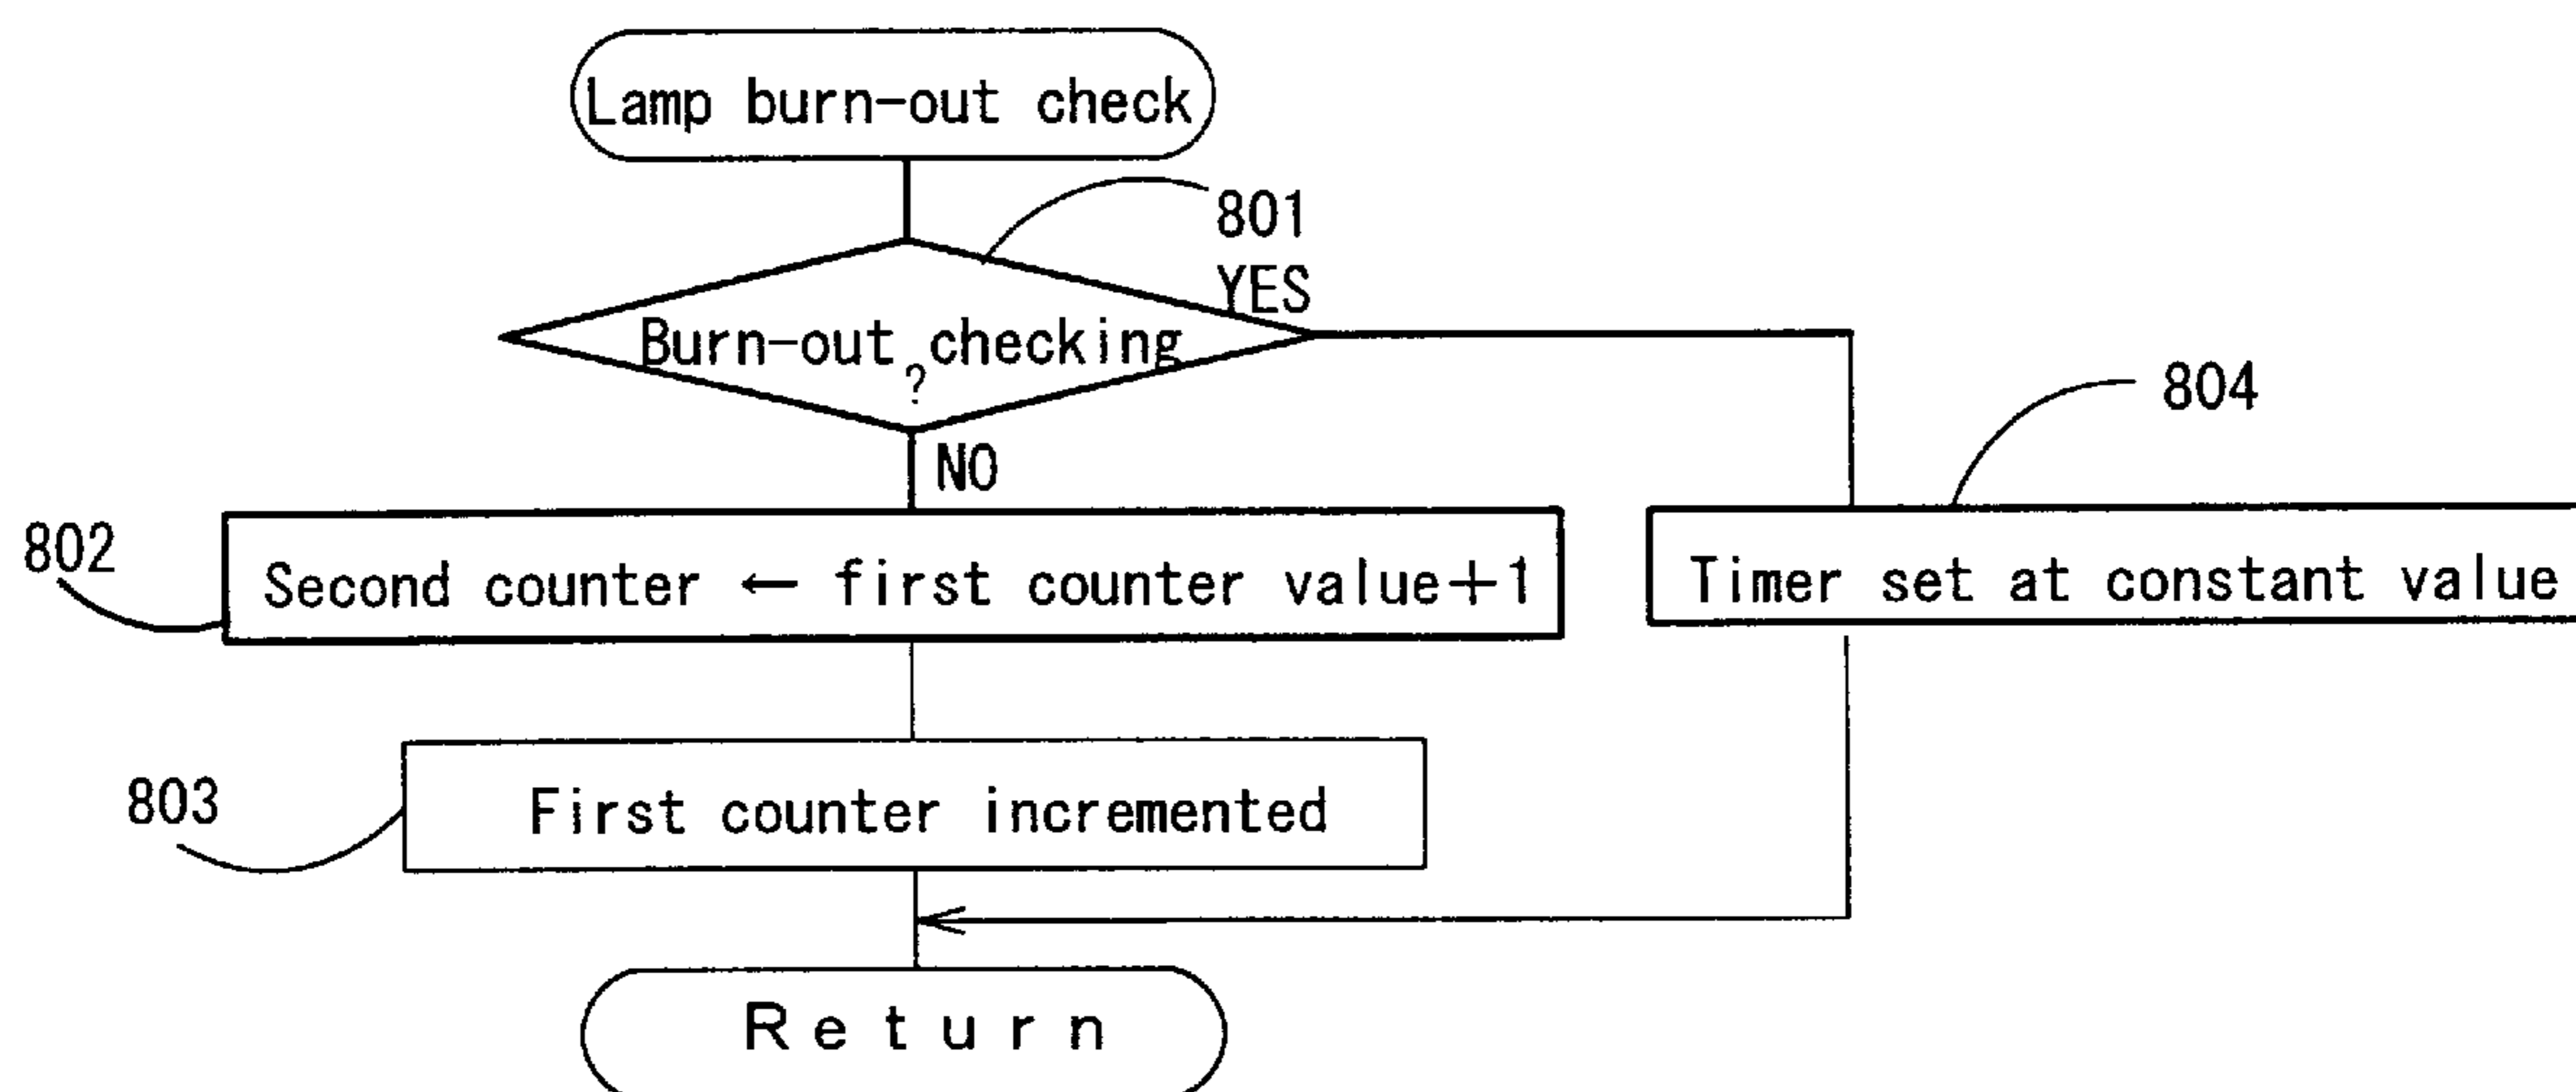 Lamp burn-out check
801
YES
Burn-out checking
?
804
NO
802
Second counter ← first counter value+1
Timer set at constant value
803
First counter incremented
Return